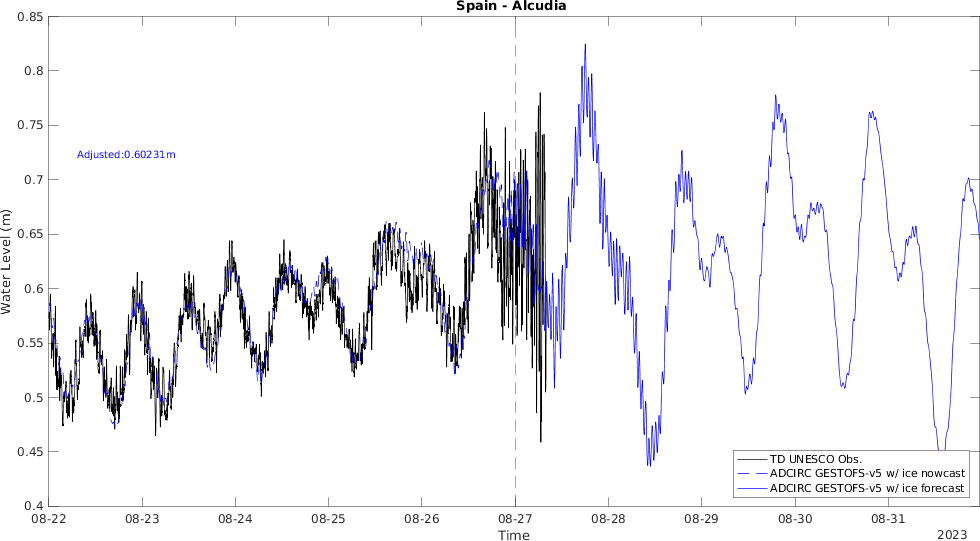 Spain - Alcudia
0.85
0.8
0.75
0.7
0.65
0.6
0.55
0.5
0.45
0.4
Water Level (m)
Adjusted:0.60231m
TD UNESCO Obs.
ADCIRC GESTOFS-v5 w/ ice nowcast
ADCIRC GESTOFS-v5 w/ ice forecast
08-22 08-23 08-24 08-25 08-26 08-27 08-28 08-29 08-30 08-31
Time
2023